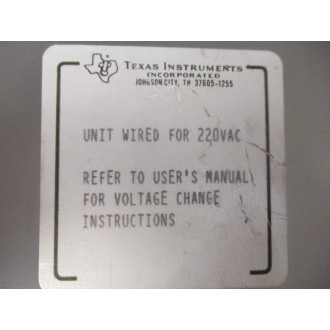 TEXAS INSTRUMENTS
INCORPORATED
JOHNSON CITY, TN 37605-1255
UNIT WIRED FOR 220VAC
REFER TO USER'S MANUAL
FOR VOLTAGE CHANGE
INSTRUCTIONS